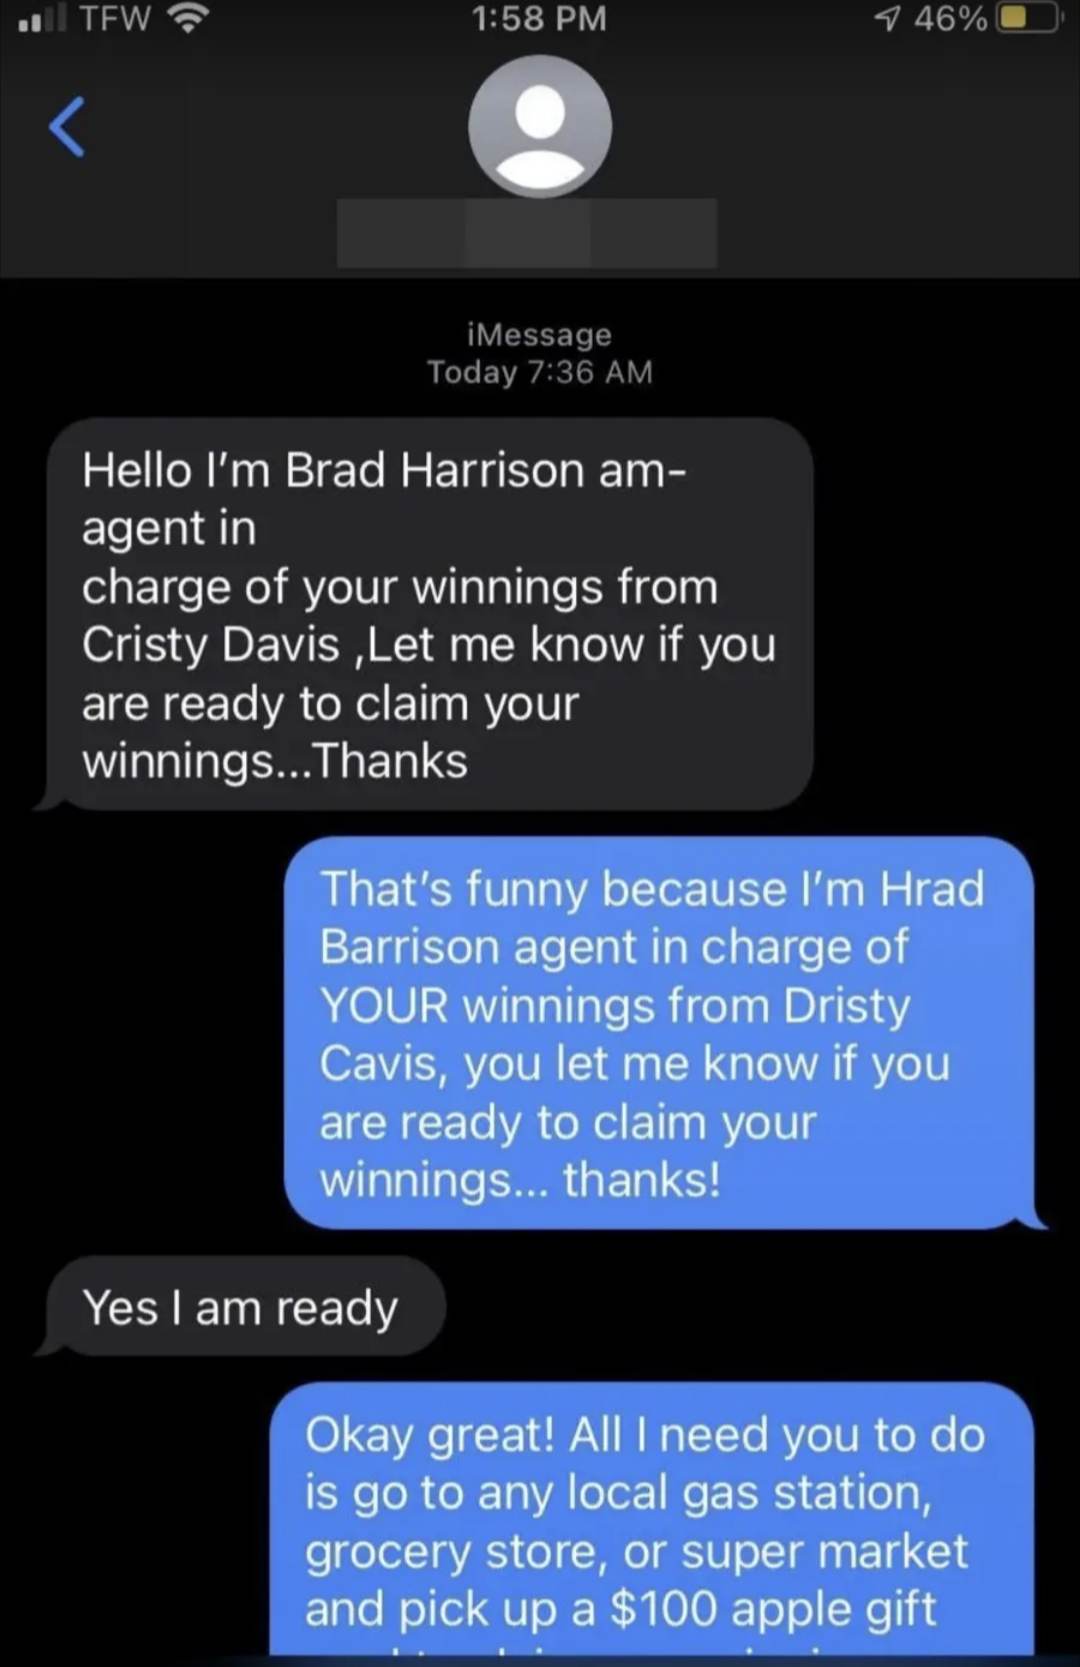 TFW 1:58 PM 46%
iMessage
Today 7:36 AM
Hello I'm Brad Harrison am-
agent in
charge of your winnings from
Cristy Davis ,Let me know if you
are ready to claim your
winnings...Thanks
That's funny because I'm Hrad
Barrison agent in charge of
YOUR winnings from Dristy
Cavis, you let me know if you
are ready to claim your
winnings... thanks!
Yes I am ready
Okay great! All I need you to do
is go to any local gas station,
grocery store, or super market
and pick up a $100 apple gift